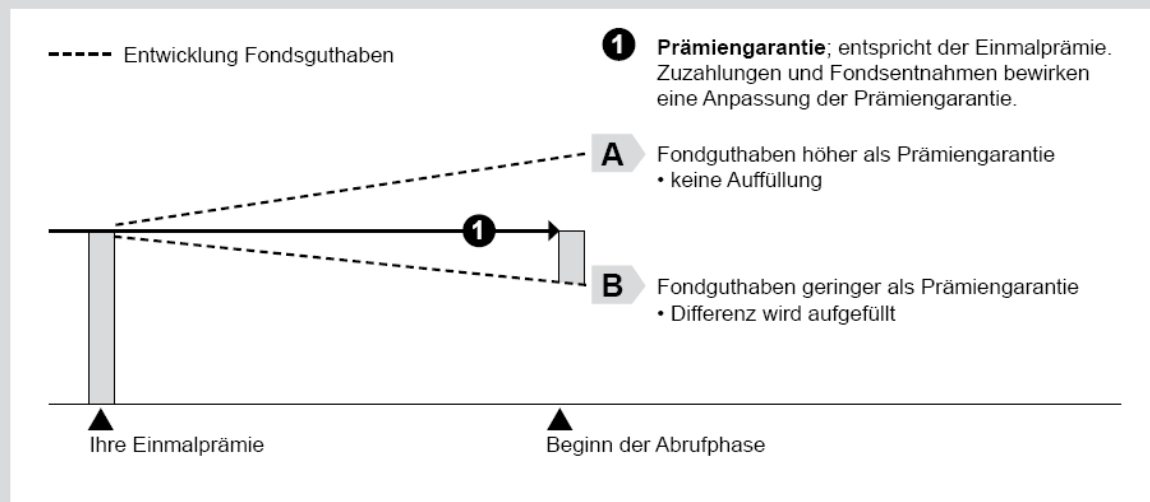 Entwicklung Fondsguthaben
1 Prämiengarantie; entspricht der Einmalprämie.
Zuzahlungen und Fondsentnahmen bewirken
eine Anpassung der Prämiengarantie.
A Fondguthaben höher als Prämiengarantie
• keine Auffüllung
1
B Fondguthaben geringer als Prämiengarantie
• Differenz wird aufgefüllt
Ihre Einmalprämie
Beginn der Abrufphase